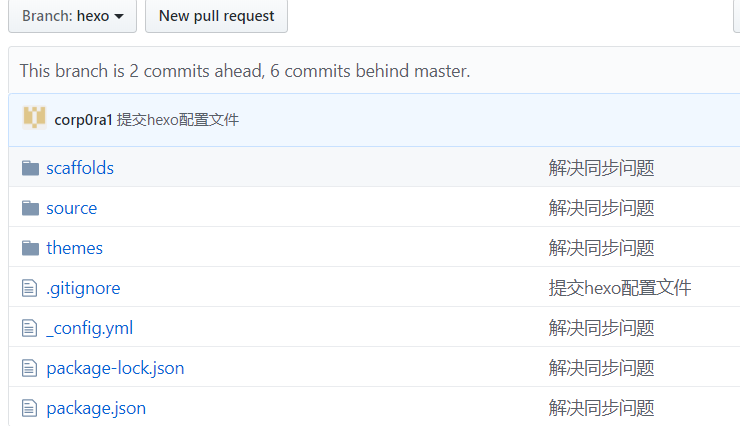 Branch: hexo New pull request
This branch is 2 commits ahead, 6 commits behind master.
corp0ra1 提交hexo配置文件
scaffolds 解决同步问题
source 解决同步问题
themes 解决同步问题
.gitignore 提交hexo配置文件
_config.yml 解决同步问题
package-lock.json 解决同步问题
package.json 解决同步问题